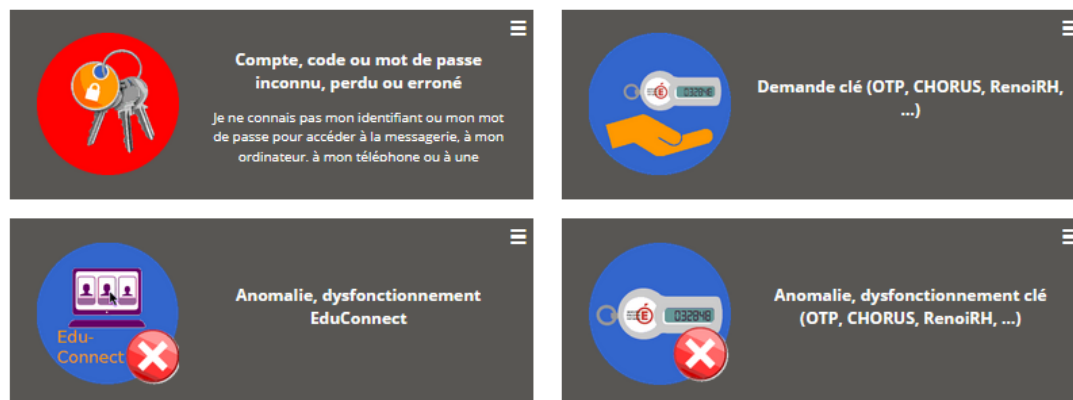 Compte, code ou mot de passe
inconnu, perdu ou erroné
Je ne connais pas mon identifiant ou mon mot
de passe pour accéder à la messagerie, à mon
ordinateur, à mon téléphone ou à une
032848
Demande clé (OTP, CHORUS, RenoiRH,
...)
Edu-
Connect
Anomalie, dysfonctionnement
EduConnect
032848
Anomalie, dysfonctionnement clé
(OTP, CHORUS, RenoiRH, ...)